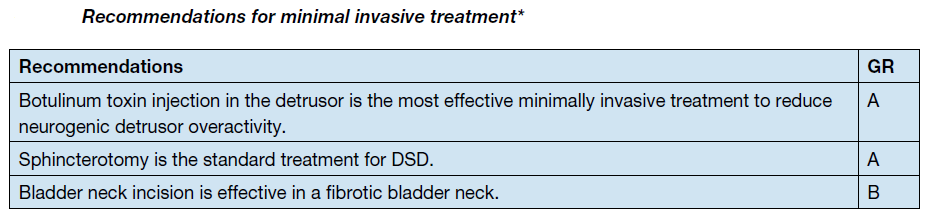 Recommendations for minimal invasive treatment*
Recommendations GR
Botulinum toxin injection in the detrusor is the most effective minimally invasive treatment to reduce A
neurogenic detrusor overactivity.
Sphincterotomy is the standard treatment for DSD. A
Bladder neck incision is effective in a fibrotic bladder neck. B